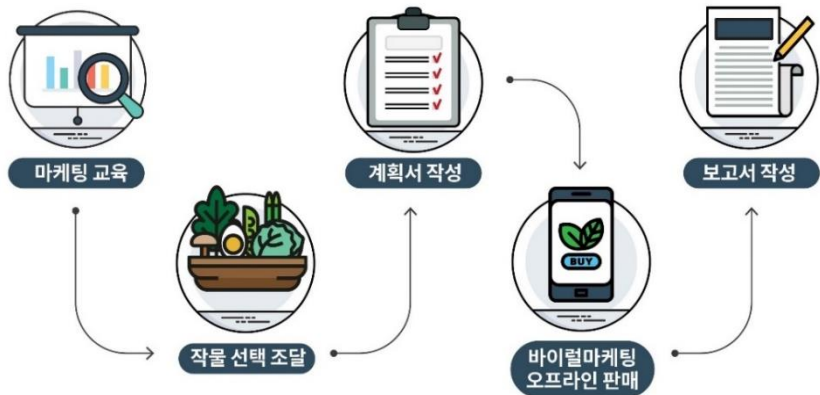 마케팅 교육
작물 선택 조달
계획서 작성
BUY
바이럴마케팅
오프라인 판매
보고서 작성